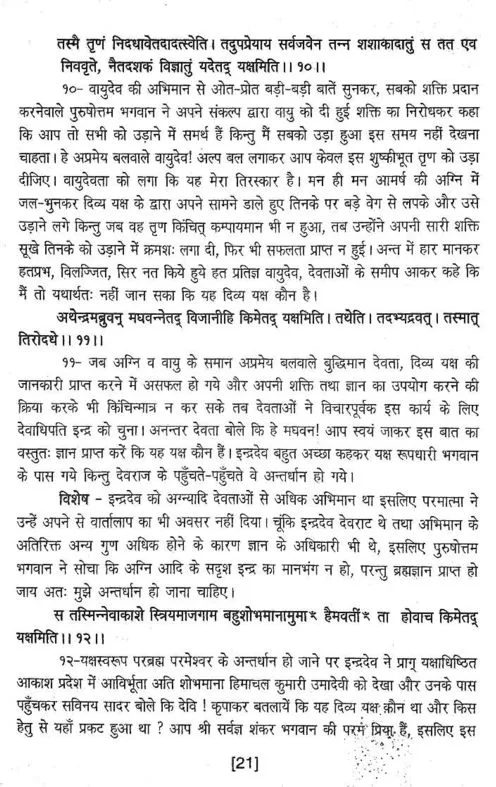 तस्मै तृणं निदधावेतदादत्स्वेति। तदुपप्रेयाय सर्वजवेन तन्न शशाकादातुं स तत एव
निववृते, नैतदशकं विज्ञातुं यदेतद् यक्षमिति।।१०।।
१०- वायुदेव की अभिमान से ओत-प्रोत बड़ी-बड़ी बातें सुनकर, सबको शक्ति प्रदान
करनेवाले पुरुषोत्तम भगवान ने अपने संकल्प द्वारा वायु को दी हुई शक्ति का निरोधकर कहा
कि आप तो सभी को उड़ाने में समर्थ हैं किन्तु मैं सबको उड़ा हुआ इस समय नहीं देखना
चाहता। हे अप्रमेय बलवाले वायुदेव! अल्प बल लगाकर आप केवल इस शुष्कीभूत तृण को उड़ा
दीजिए। वायुदेवता को लगा कि यह मेरा तिरस्कार है। मन ही मन आमर्ष की अग्नि में
जल-भुनकर दिव्य यक्ष के द्वारा अपने सामने डाले हुए तिनके पर बड़े वेग से लपके और उसे
उड़ाने लगे किन्तु जब वह तृण किंचित् कम्पायमान भी न हुआ, तब उन्होंने अपनी सारी शक्ति
सूखे तिनके को उड़ाने में क्रमशः लगा दी, फिर भी सफलता प्राप्त न हुई। अन्त में हार मानकर
हतप्रभ, विलज्जित, सिर नत किये हुये हत प्रतिज्ञ वायुदेव, देवताओं के समीप आकर कहे कि
मैं तो यथार्थतः नहीं जान सका कि यह दिव्य यक्ष कौन है।
अथेन्द्रमब्रुवन् मघवन्नेतद् विजानीहि किमेतद् यक्षमिति। तथेति। तदभ्यद्रवत्। तस्मात्
तिरोदधे।।११।।
११- जब अग्नि व वायु के समान अप्रमेय बलवाले बुद्धिमान देवता, दिव्य यक्ष की
जानकारी प्राप्त करने में असफल हो गये और अपनी शक्ति तथा ज्ञान का उपयोग करने की
क्रिया करके भी किंचिन्मात्र न कर सके तब देवताओं ने विचारपूर्वक इस कार्य के लिए
देवाधिपति इन्द्र को चुना। अनन्तर देवता बोले कि हे मघवन! आप स्वयं जाकर इस बात का
वस्तुतः ज्ञान प्राप्त करें कि यह यक्ष कौन हैं। इन्द्रदेव बहुत अच्छा कहकर यक्ष रूपधारी भगवान
के पास गये किन्तु देवराज के पहुँचते-पहुँचते वे अन्तर्धान हो गये।
विशेष - इन्द्रदेव को अग्न्यादि देवताओं से अधिक अभिमान था इसलिए परमात्मा ने
उन्हें अपने से वार्तालाप का भी अवसर नहीं दिया। चूंकि इन्द्रदेव देवराट थे तथा अभिमान के
अतिरिक्त अन्य गुण अधिक होने के कारण ज्ञान के अधिकारी भी थे, इसलिए पुरुषोत्तम
भगवान ने सोचा कि अग्नि आदि के सदृश इन्द्र का मानभंग न हो, परन्तु ब्रह्मज्ञान प्राप्त हो
जाय अतः मुझे अन्तर्धान हो जाना चाहिए।
स तस्मिन्नेवाकाशे स्त्रियमाजगाम बहुशोभमानामुमा* हैमवतीं* ता होवाच किमेतद्
यक्षमिति।।१२।।
१२-यक्षस्वरूप परब्रह्म परमेश्वर के अन्तर्धान हो जाने पर इन्द्रदेव ने प्राग् यक्षाधिष्ठित
आकाश प्रदेश में आविर्भूता अति शोभमाना हिमाचल कुमारी उमादेवी को देखा और उनके पास
पहुँचकर सविनय सादर बोले कि देवि ! कृपाकर बतलायें कि यह दिव्य यक्ष कौन था और किस
हेतु से यहाँ प्रकट हुआ था ? आप श्री सर्वज्ञ शंकर भगवान की परम प्रिया हैं, इसलिए इस
[21]